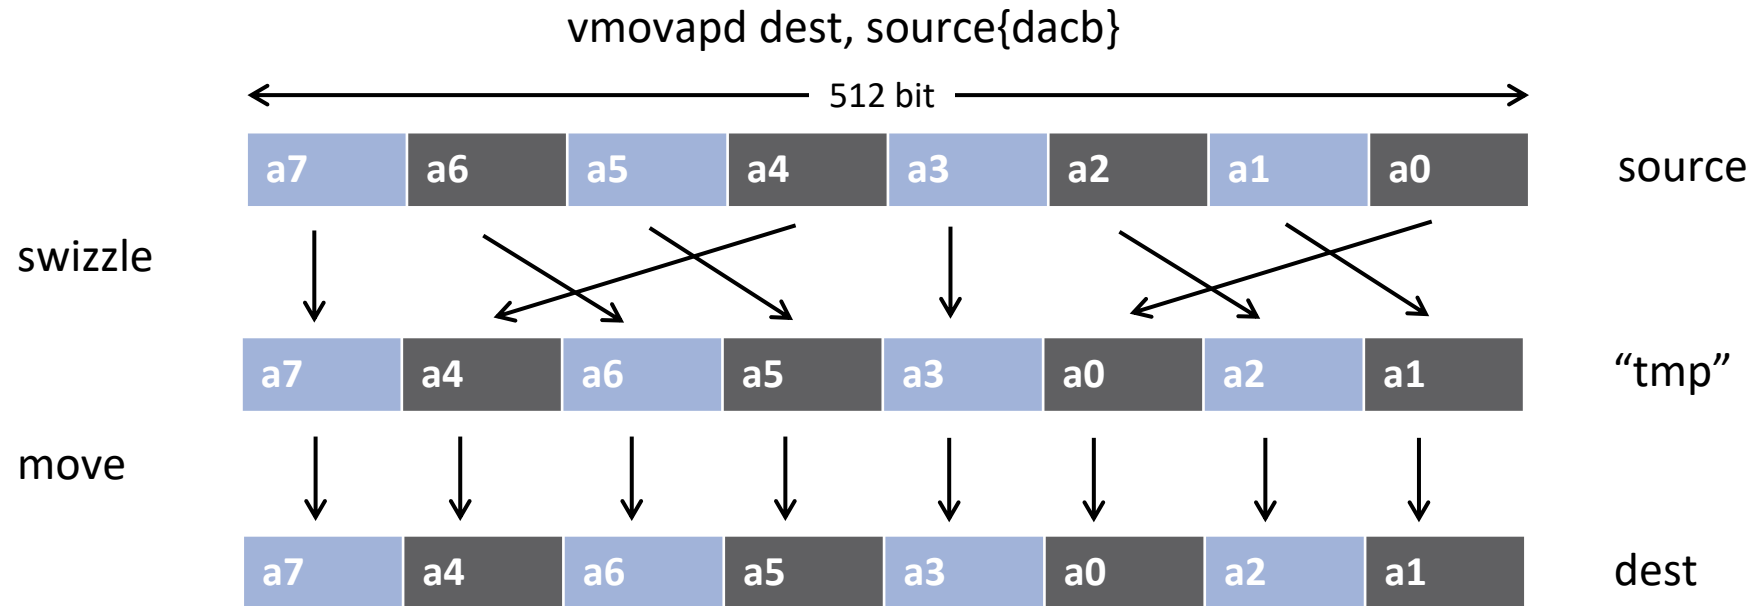 vmovapd dest, source{dacb}
512 bit
a7 a6 a5 a4 a3 a2 a1 a0 source
swizzle
a7 a4 a6 a5 a3 a0 a2 a1 “tmp”
move
a7 a4 a6 a5 a3 a0 a2 a1 dest